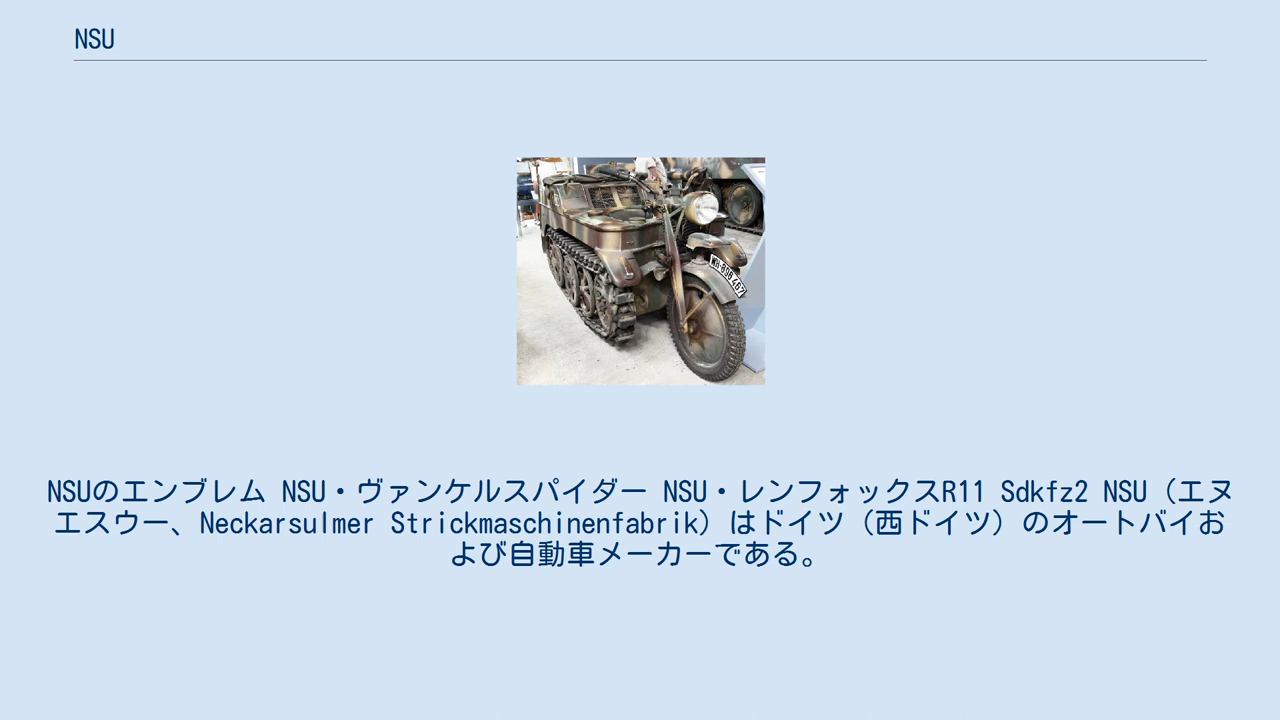 NSU
WH-808 467
NSUのエンブレム NSU・ヴァンケルスパイダー NSU・レンフォックスR11 Sdkfz2 NSU（エヌ
エスウー、Neckarsulmer Strickmaschinenfabrik）はドイツ（西ドイツ）のオートバイお
よび自動車メーカーである。